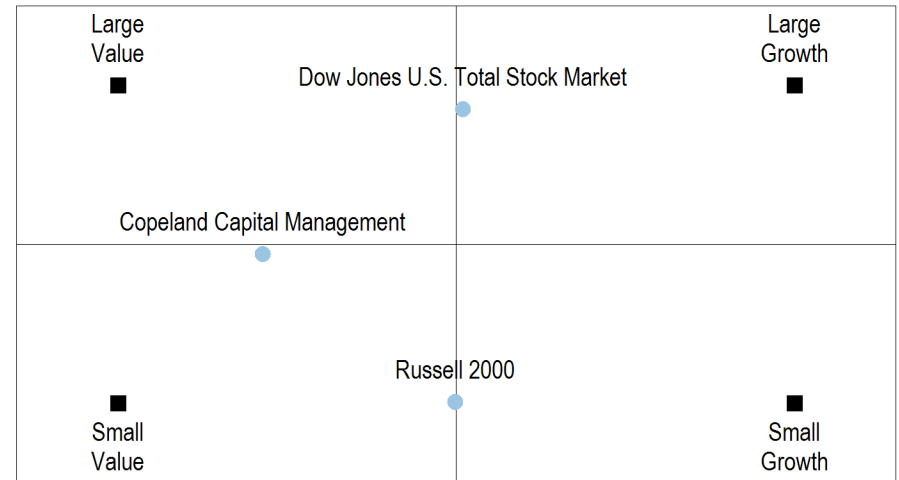 Large
Value
Large
Growth
Dow Jones U.S. Total Stock Market
Copeland Capital Management
Russell 2000
Small
Value
Small
Growth